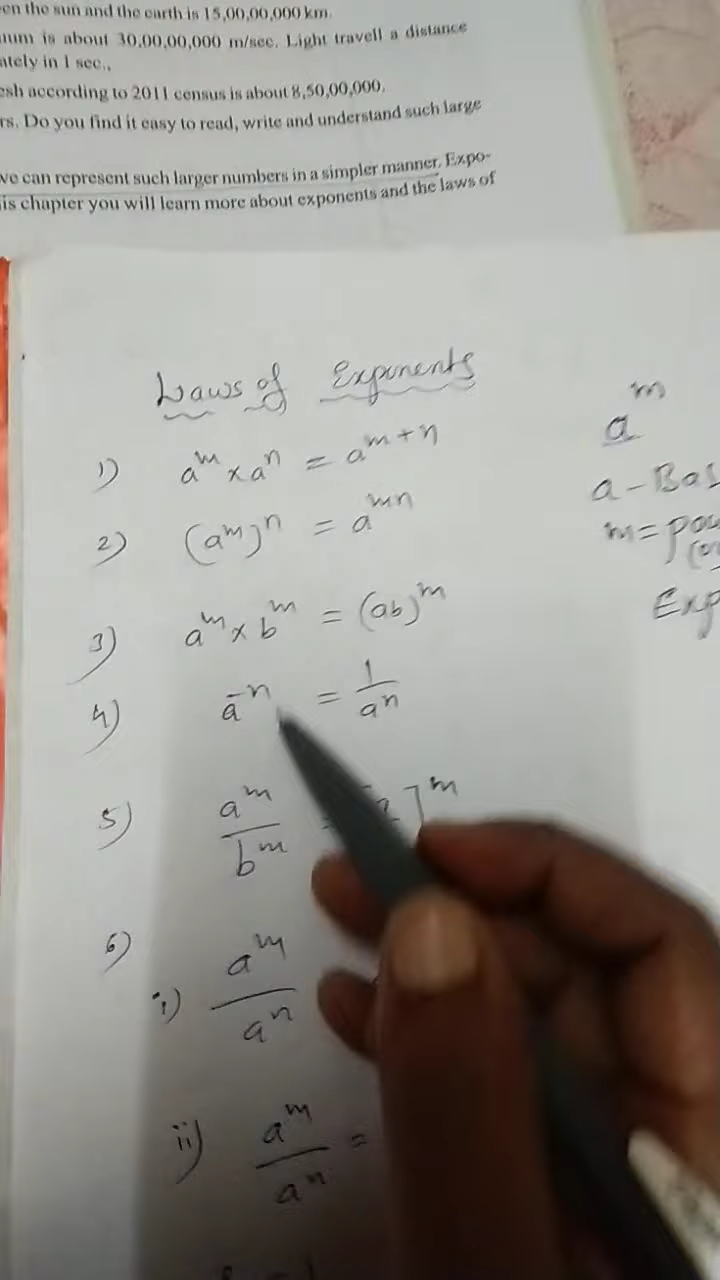 en the sun and the earth is 15,00,00,000 km.
uum is about 30,00,00,000 m/sec. Light travell a distance
ately in 1 sec.,
esh according to 2011 census is about 8,50,00,000.
rs. Do you find it easy to read, write and understand such large
we can represent such larger numbers in a simpler manner. Expo-
is chapter you will learn more about exponents and the laws of
Laws of Exponents
1) a^m × a^n = a^{m+n}
2) (a^m)^n = a^{mn}
3) a^m × b^m = (ab)^m
4) a^{-n} = 1/a^n
5) a^m/b^m = ]^m
6)
i) a^m/a^n
ii) a^m/a^n =
a^m
a - Bas
m = pow
Exp